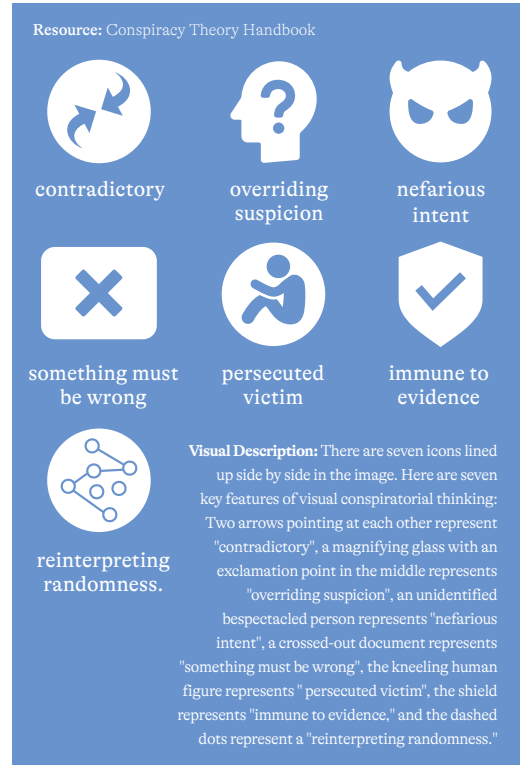 Resource: Conspiracy Theory Handbook
?
contradictory
overriding
suspicion
nefarious
intent
something must
be wrong
persecuted
victim
immune to
evidence
reinterpreting
randomness.
Visual Description: There are seven icons lined
up side by side in the image. Here are seven
key features of visual conspiratorial thinking:
Two arrows pointing at each other represent
"contradictory", a magnifying glass with an
exclamation point in the middle represents
"overriding suspicion", an unidentified
bespectacled person represents "nefarious
intent", a crossed-out document represents
"something must be wrong", the kneeling human
figure represents " persecuted victim", the shield
represents "immune to evidence," and the dashed
dots represent a "reinterpreting randomness."